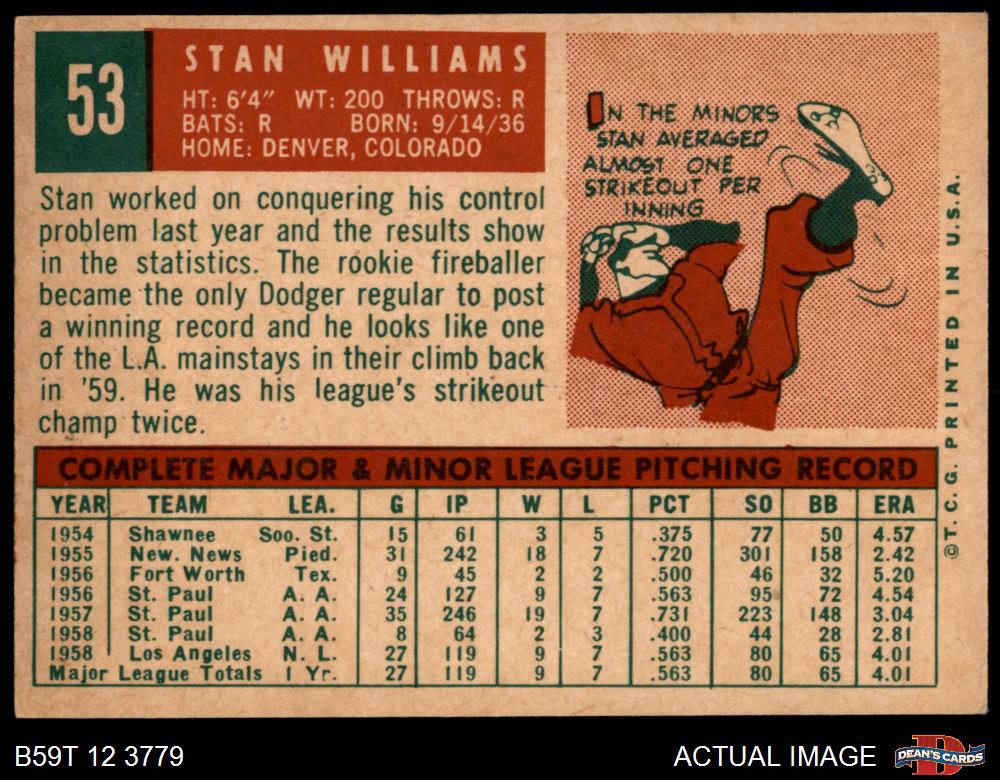 53
STAN WILLIAMS
HT: 6'4" WT: 200 THROWS: R
BATS: R BORN: 9/14/36
HOME: DENVER, COLORADO
Stan worked on conquering his control
problem last year and the results show
in the statistics. The rookie fireballer
became the only Dodger regular to post
a winning record and he looks like one
of the L.A. mainstays in their climb back
in '59. He was his league's strikeout
champ twice.
IN THE MINORS
STAN AVERAGED
ALMOST ONE
STRIKEOUT PER
INNING
©T.C.G. PRINTED IN U.S.A.
COMPLETE MAJOR & MINOR LEAGUE PITCHING RECORD
YEAR TEAM LEA. G IP W L PCT SO BB ERA
1954 Shawnee Soo. St. 15 61 3 5 .375 77 50 4.57
1955 New. News Pied. 31 242 18 7 .720 301 158 2.42
1956 Fort Worth Tex. 9 45 2 2 .500 46 32 5.20
1956 St. Paul A. A. 24 127 9 7 .563 95 72 4.54
1957 St. Paul A. A. 35 246 19 7 .731 223 148 3.04
1958 St. Paul A. A. 8 64 2 3 .400 44 28 2.81
1958 Los Angeles N. L. 27 119 9 7 .563 80 65 4.01
Major League Totals 1 Yr. 27 119 9 7 .563 80 65 4.01
B59T 12 3779
ACTUAL IMAGE
DEAN'S CARDS